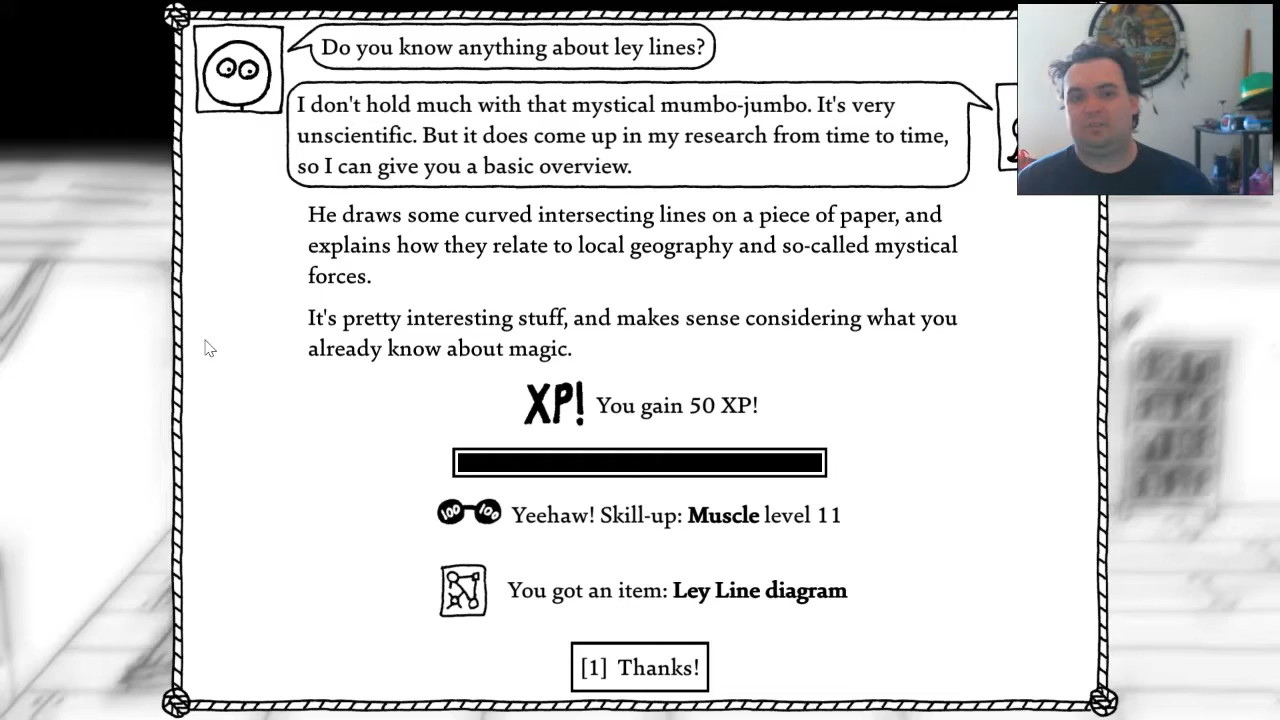 Do you know anything about ley lines?
I don't hold much with that mystical mumbo-jumbo. It's very
unscientific. But it does come up in my research from time to time,
so I can give you a basic overview.
He draws some curved intersecting lines on a piece of paper, and
explains how they relate to local geography and so-called mystical
forces.
It's pretty interesting stuff, and makes sense considering what you
already know about magic.
XP! You gain 50 XP!
100 100 Yeehaw! Skill-up: Muscle level 11
You got an item: Ley Line diagram
[1] Thanks!